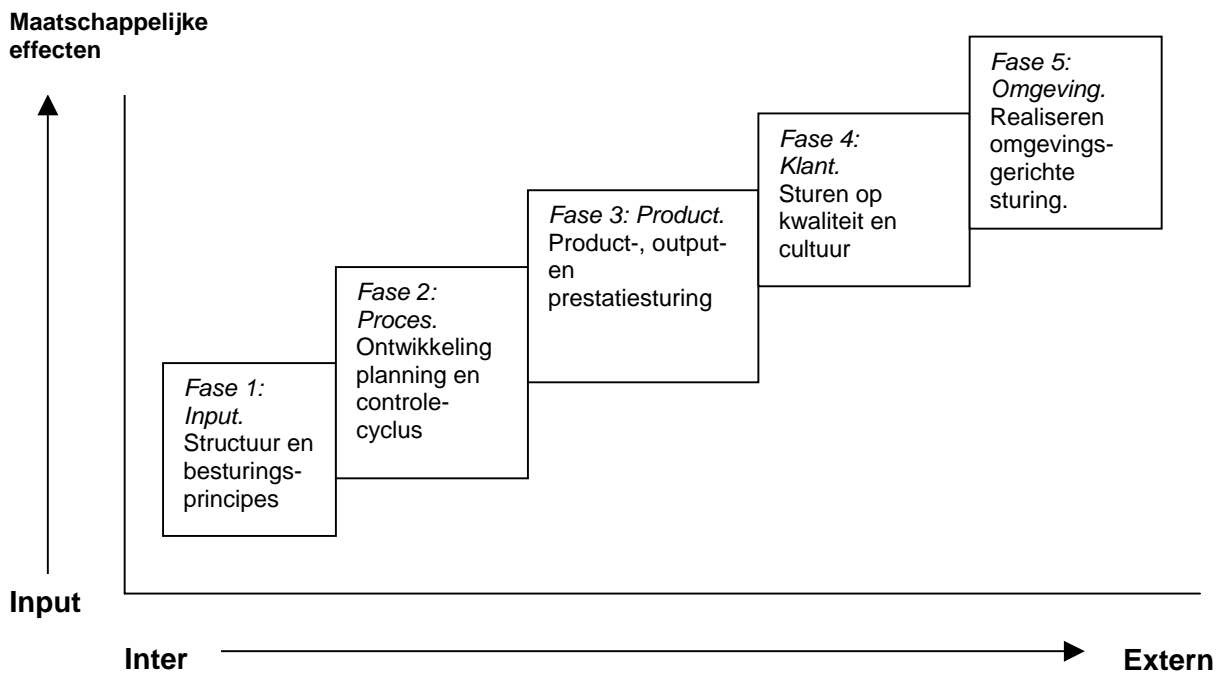 Maatschappelijke
effecten
Fase 5:
Omgeving.
Realiseren
omgevings-
gerichte
sturing.
Fase 4:
Klant.
Sturen op
kwaliteit en
cultuur
Fase 3: Product.
Product-, output-
en
prestatiesturing
Fase 2:
Proces.
Ontwikkeling
planning en
controle-
cyclus
Fase 1:
Input.
Structuur en
besturings-
principes
Input
Inter
Extern